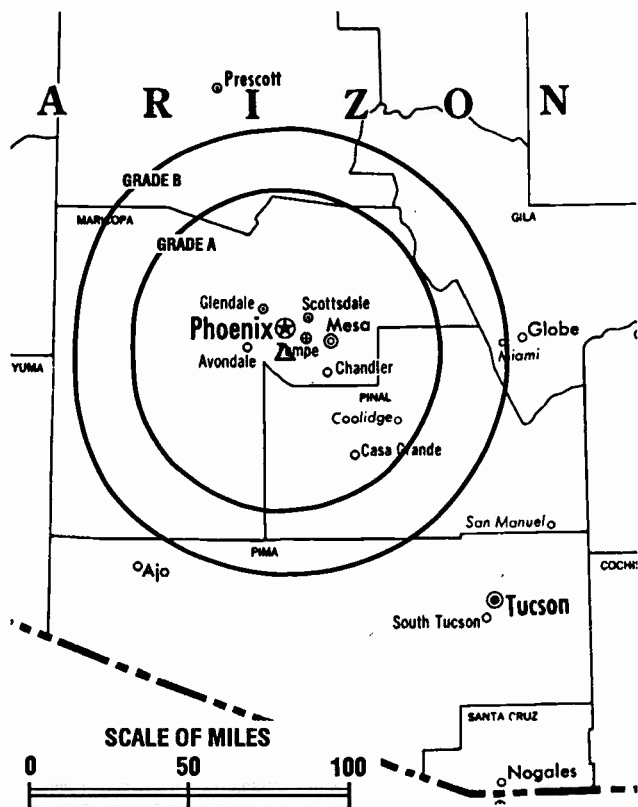 Prescott
A R I Z O N
GRADE B
MARICOPA
GILA
GRADE A
Glendale
Scottsdale
Phoenix
Mesa
Globe
Avondale
Miami
YUMA
Chandler
PINAL
Coolidge
Casa Grande
San Manuel
PIMA
COCHIS
Ajo
Tucson
South Tucson
SANTA CRUZ
SCALE OF MILES
0 50 100
Nogales